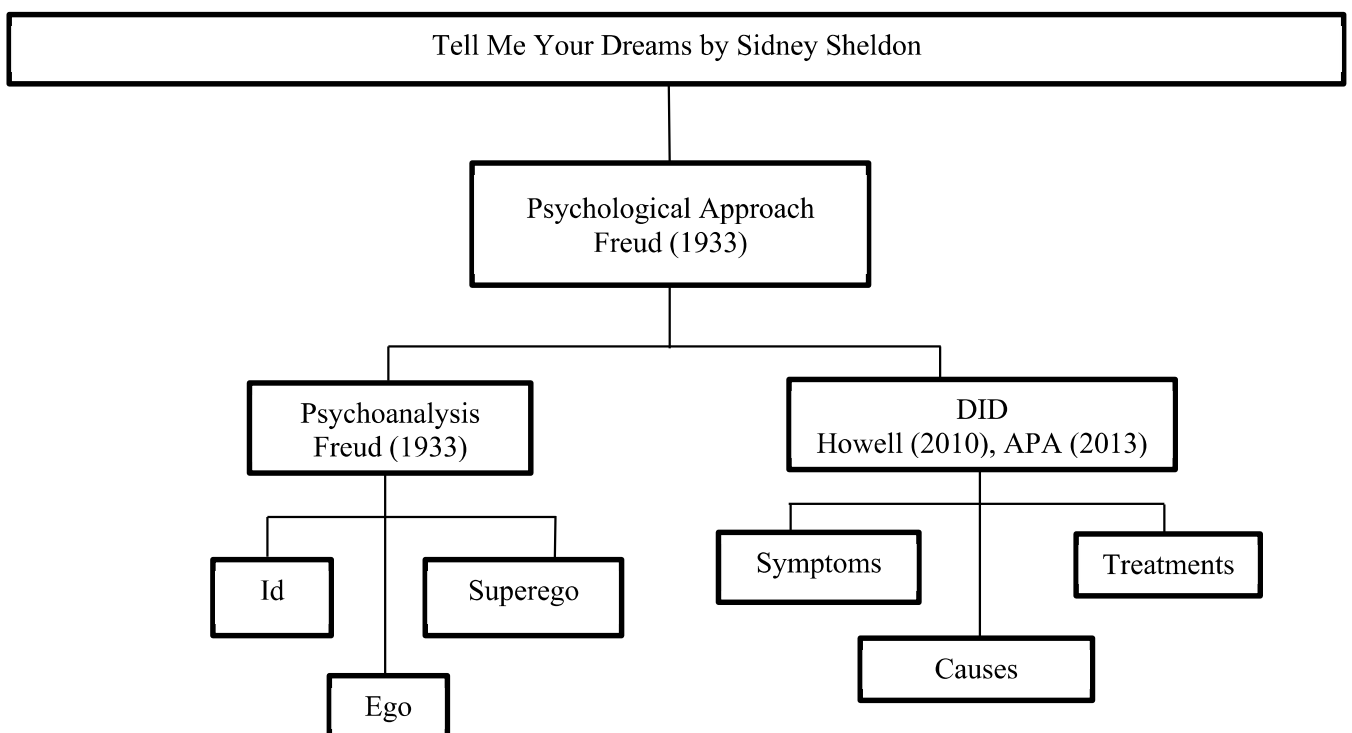 Tell Me Your Dreams by Sidney Sheldon
Psychological Approach
Freud (1933)
Psychoanalysis
Freud (1933)
DID
Howell (2010), APA (2013)
Id
Superego
Ego
Symptoms
Treatments
Causes